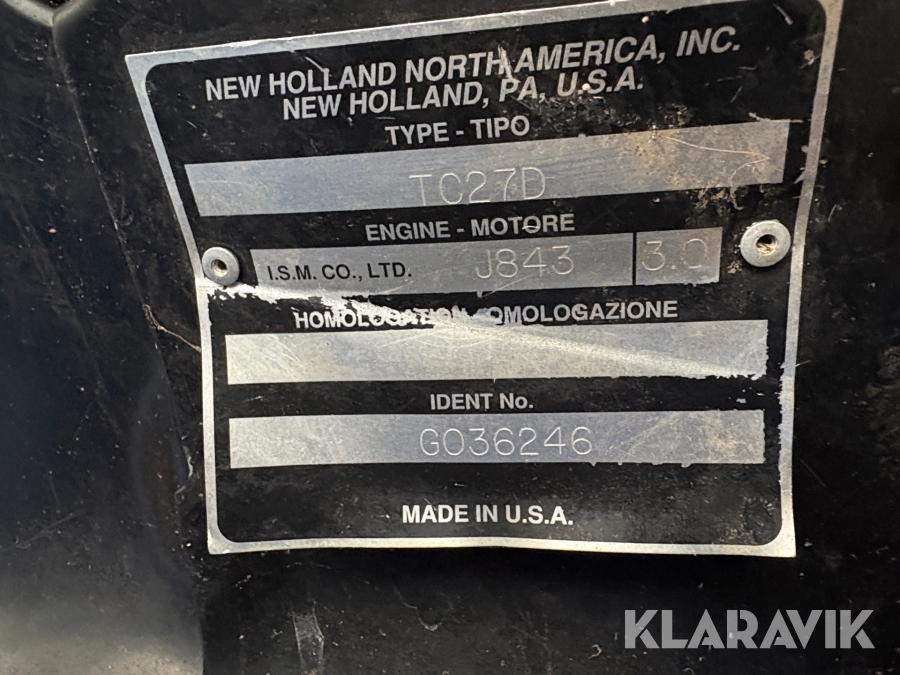 NEW HOLLAND NORTH AMERICA, INC.
NEW HOLLAND, PA, U.S.A.
TYPE - TIPO
TC27D C
ENGINE - MOTORE
I.S.M. CO., LTD. J843 3.0
HOMOLOGATION OMOLOGAZIONE
IDENT No.
G036246
MADE IN U.S.A.
KLARAVIK